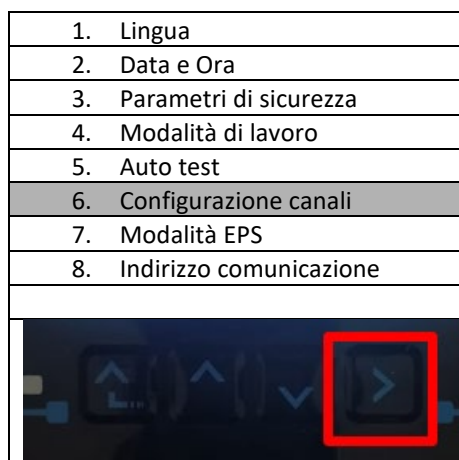 1. Lingua
2. Data e Ora
3. Parametri di sicurezza
4. Modalità di lavoro
5. Auto test
6. Configurazione canali
7. Modalità EPS
8. Indirizzo comunicazione